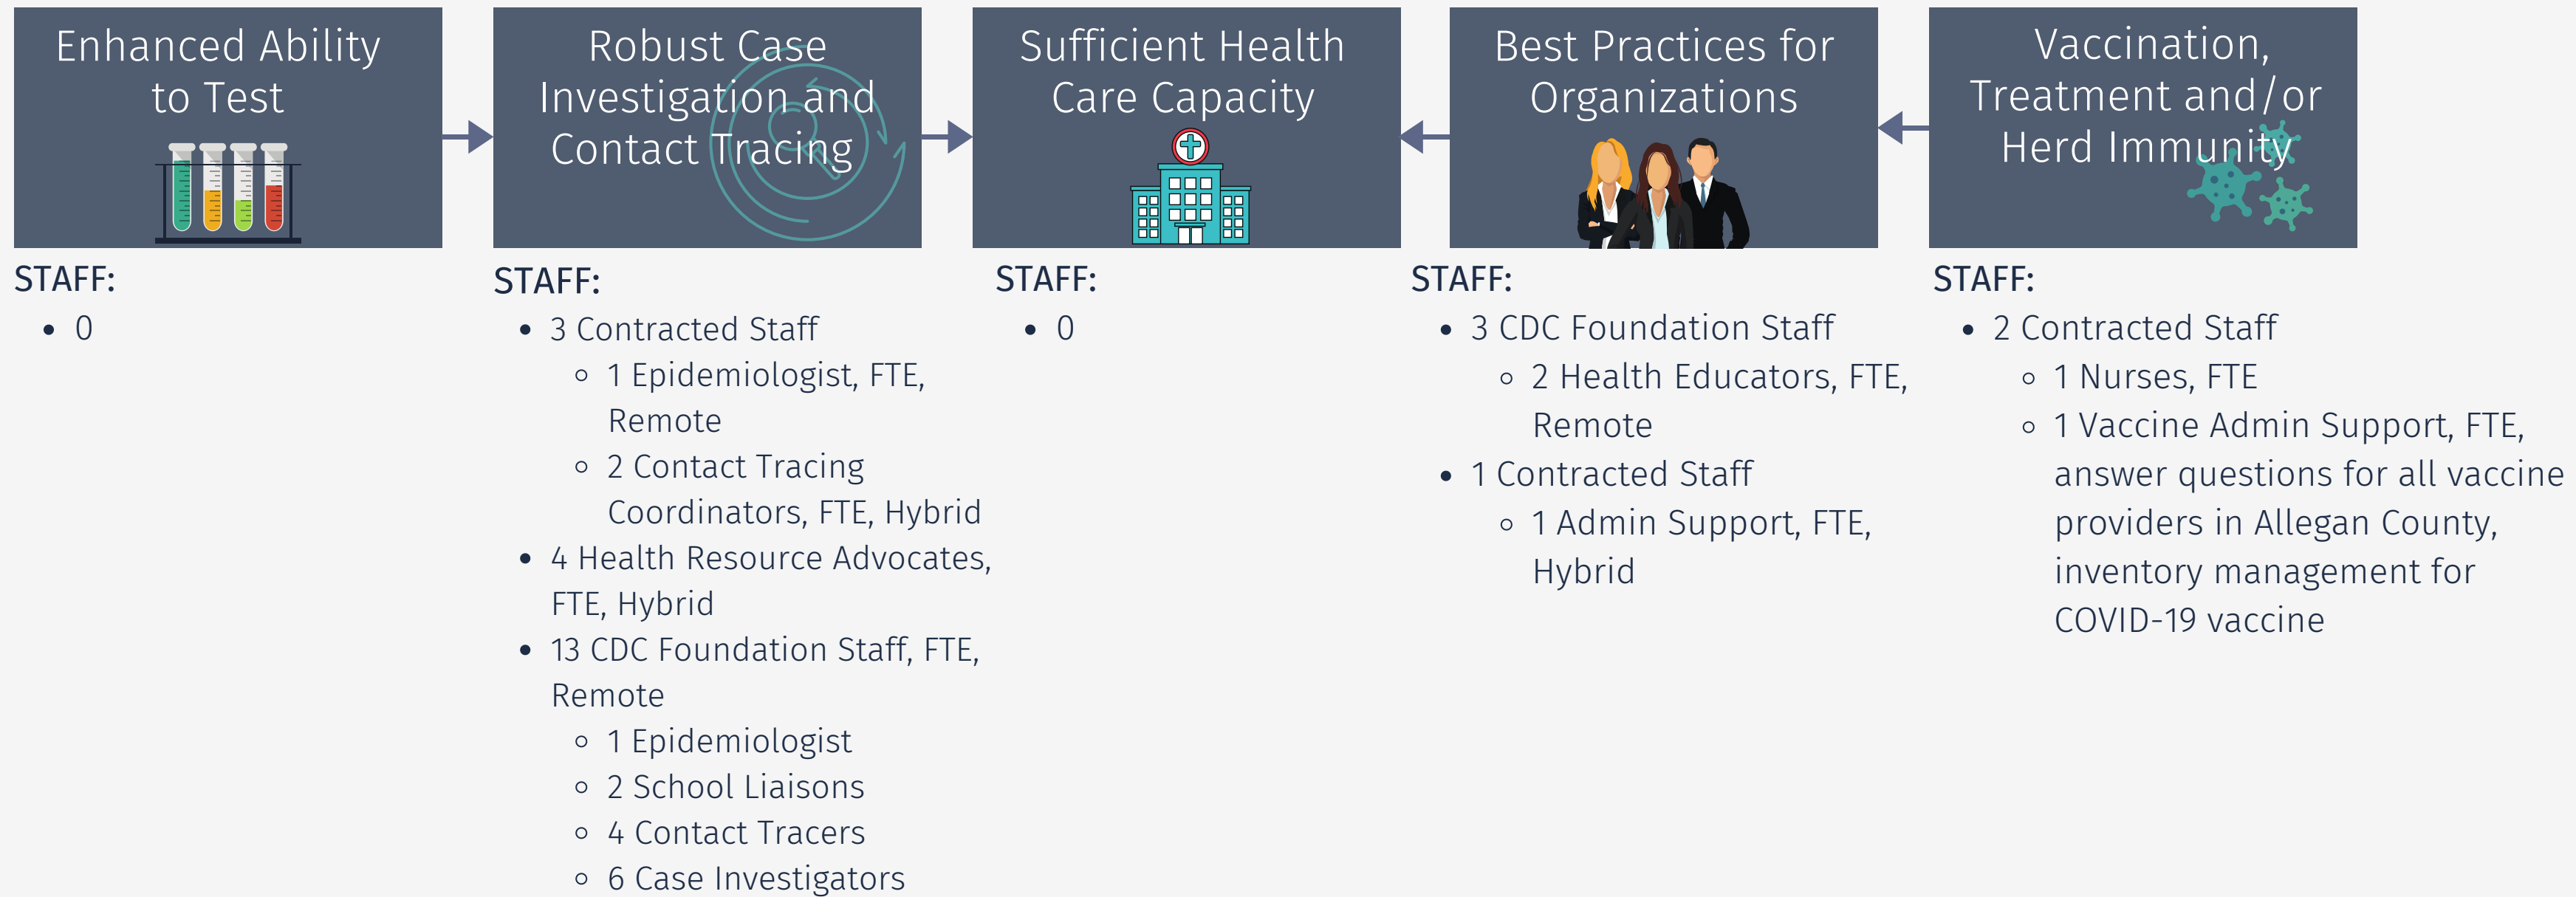 Enhanced Ability
to Test
STAFF:
• 0
Robust Case
Investigation and
Contact Tracing
STAFF:
• 3 Contracted Staff
◦ 1 Epidemiologist, FTE,
Remote
◦ 2 Contact Tracing
Coordinators, FTE, Hybrid
• 4 Health Resource Advocates,
FTE, Hybrid
• 13 CDC Foundation Staff, FTE,
Remote
◦ 1 Epidemiologist
◦ 2 School Liaisons
◦ 4 Contact Tracers
◦ 6 Case Investigators
Sufficient Health
Care Capacity
STAFF:
• 0
Best Practices for
Organizations
STAFF:
• 3 CDC Foundation Staff
◦ 2 Health Educators, FTE,
Remote
• 1 Contracted Staff
◦ 1 Admin Support, FTE,
Hybrid
Vaccination,
Treatment and/or
Herd Immunity
STAFF:
• 2 Contracted Staff
◦ 1 Nurses, FTE
◦ 1 Vaccine Admin Support, FTE,
answer questions for all vaccine
providers in Allegan County,
inventory management for
COVID-19 vaccine